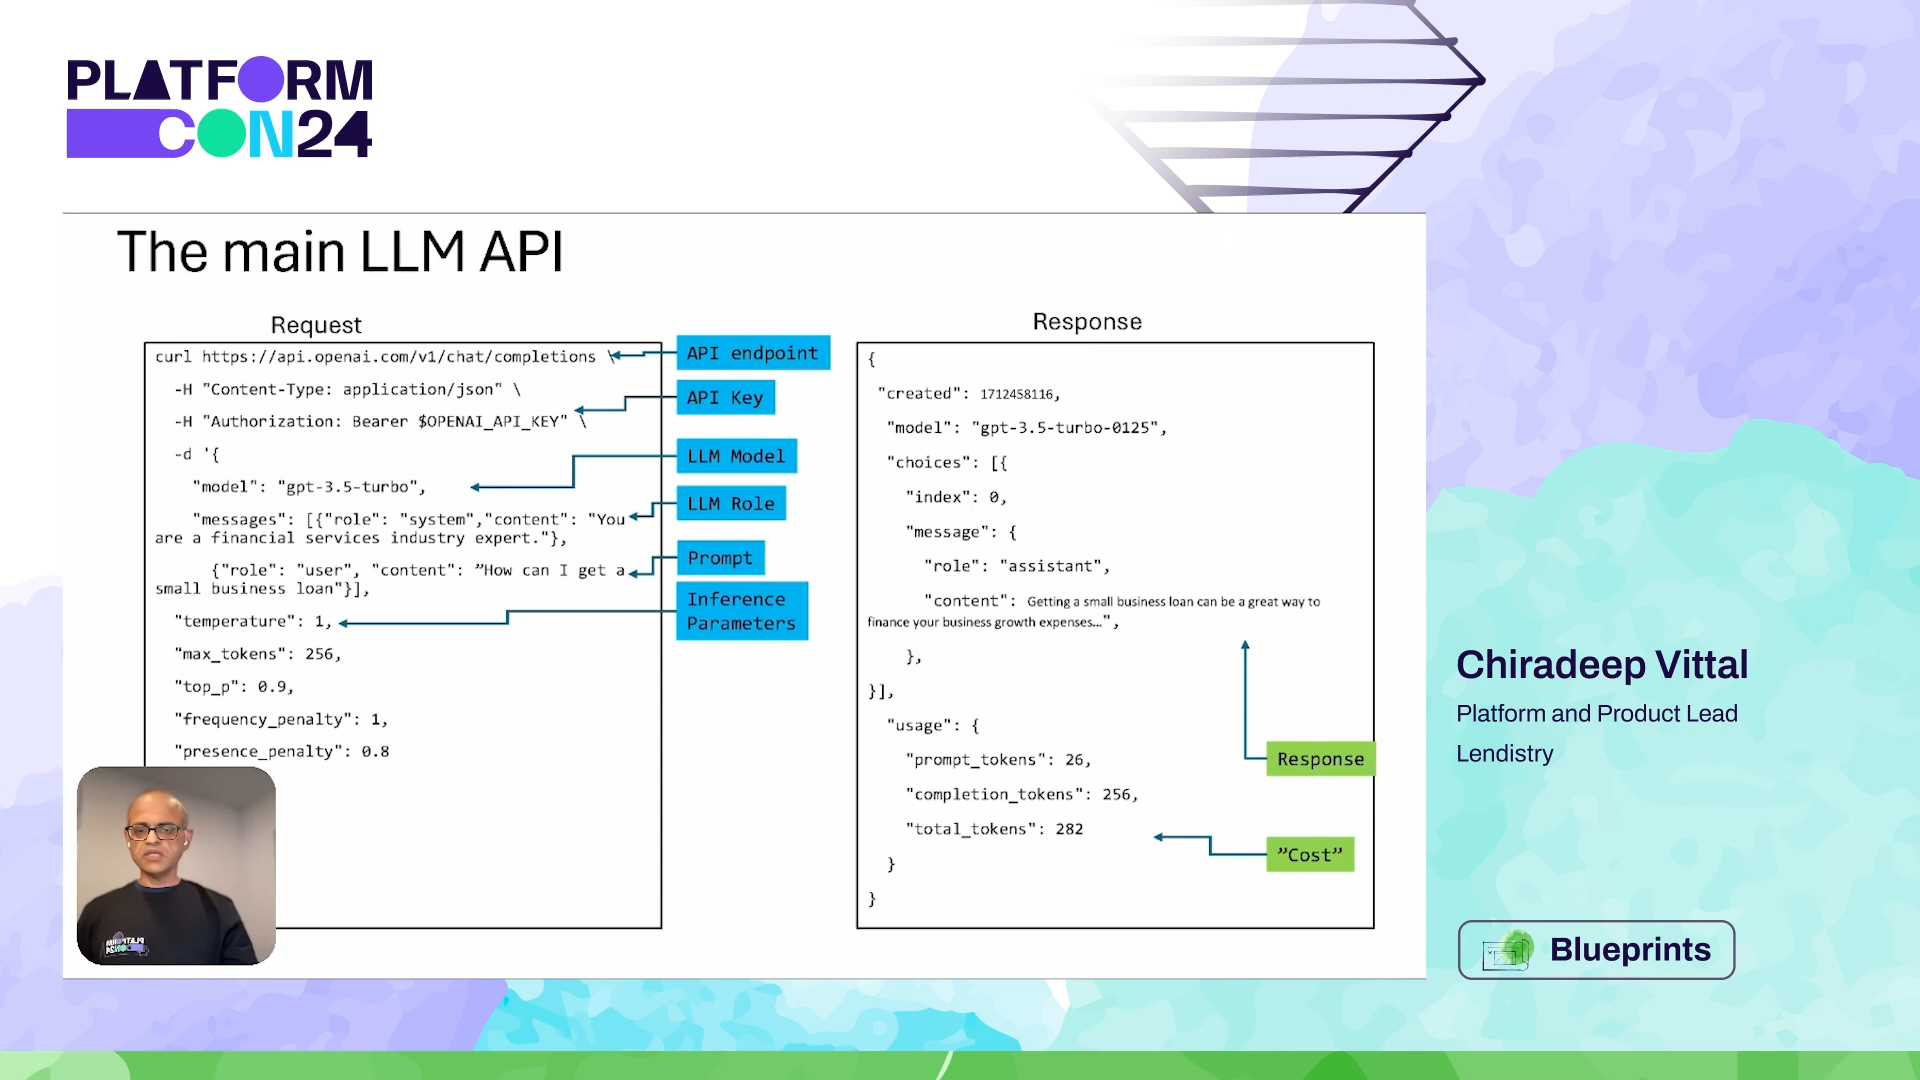 PLATFORM
CON24
The main LLM API
Request
curl https://api.openai.com/v1/chat/completions \
-H "Content-Type: application/json" \
-H "Authorization: Bearer $OPENAI_API_KEY" \
-d '{
"model": "gpt-3.5-turbo",
"messages": [{"role": "system","content": "You
are a financial services industry expert."},
{"role": "user", "content": ”How can I get a
small business loan"}],
"temperature": 1,
"max_tokens": 256,
"top_p": 0.9,
"frequency_penalty": 1,
"presence_penalty": 0.8
API endpoint
API Key
LLM Model
LLM Role
Prompt
Inference
Parameters
Response
{
"created": 1712458116,
"model": "gpt-3.5-turbo-0125",
"choices": [{
"index": 0,
"message": {
"role": "assistant",
"content": Getting a small business loan can be a great way to
finance your business growth expenses…",
},
}],
"usage": {
"prompt_tokens": 26,
"completion_tokens": 256,
"total_tokens": 282
}
}
Response
”Cost”
Chiradeep Vittal
Platform and Product Lead
Lendistry
Blueprints